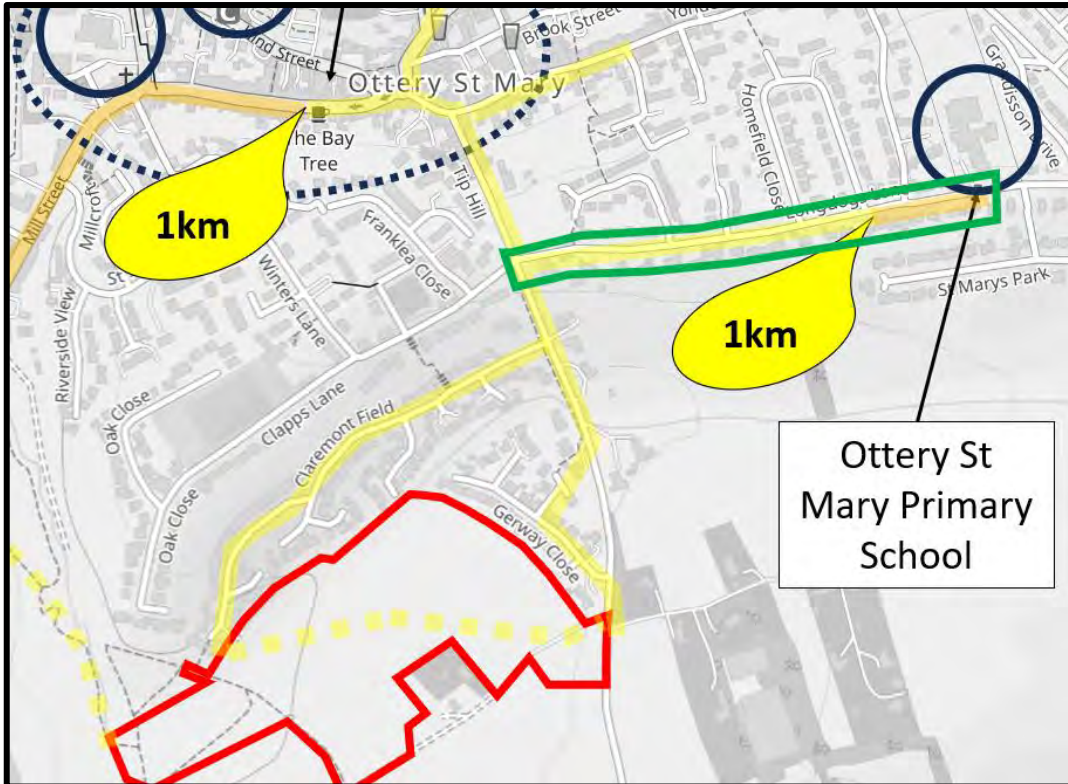 Brook Street
Ottery St Mary
The Bay
Tree
1km
Mill Street
Millcroft
Tip Hill
Homefield Close
Grandisson Drive
Longdogs Lane
Franklea Close
Winters Lane
Riverside View
1km
St Marys Park
Clapps Lane
Claremont Field
Oak Close
Oak Close
Gerway Close
Ottery St
Mary Primary
School